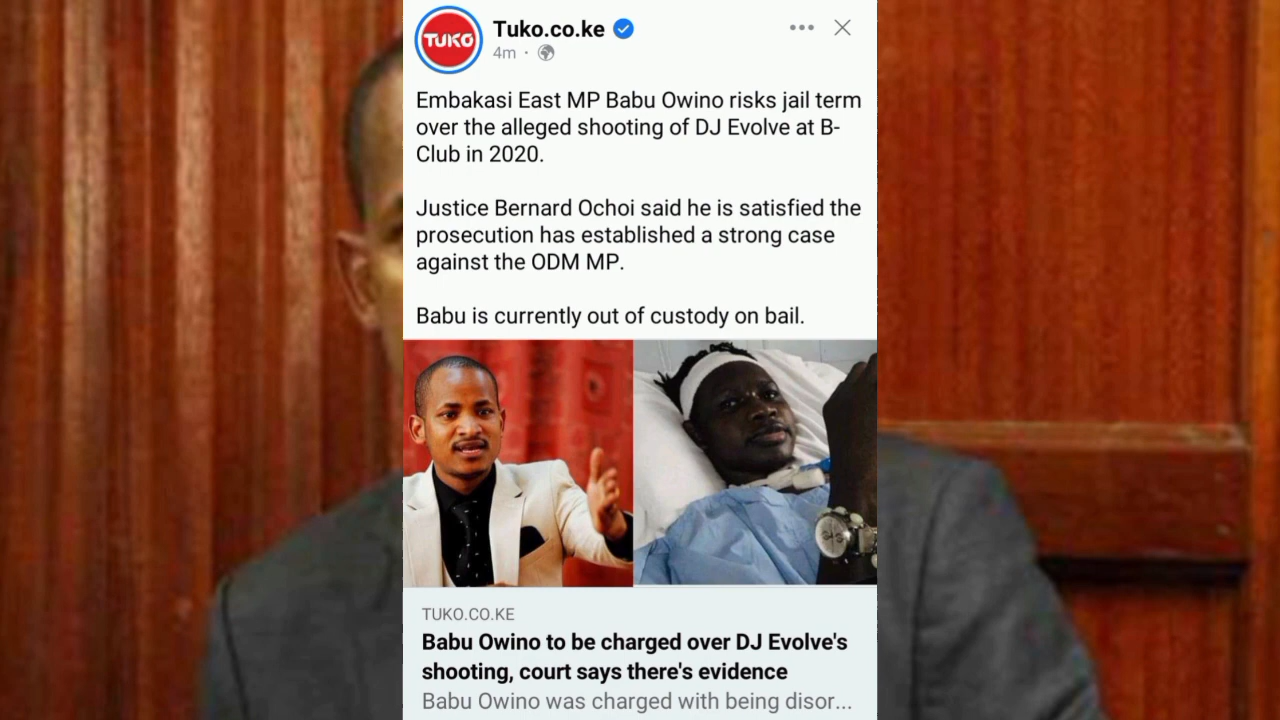 TUKO
Tuko.co.ke
4m ·
Embakasi East MP Babu Owino risks jail term
over the alleged shooting of DJ Evolve at B-
Club in 2020.
Justice Bernard Ochoi said he is satisfied the
prosecution has established a strong case
against the ODM MP.
Babu is currently out of custody on bail.
TUKO.CO.KE
Babu Owino to be charged over DJ Evolve's
shooting, court says there's evidence
Babu Owino was charged with being disor...